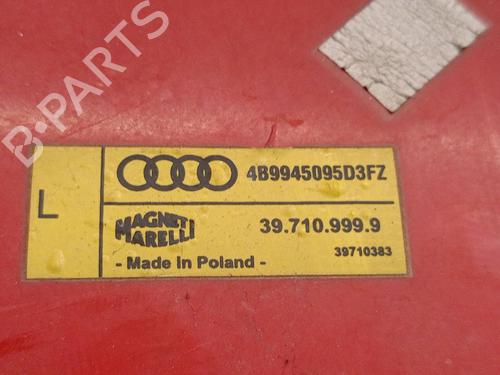 B-PARTS
L
4B9945095D3FZ
MAGNETI
MARELLI
39.710.999.9
- Made in Poland -
39710383